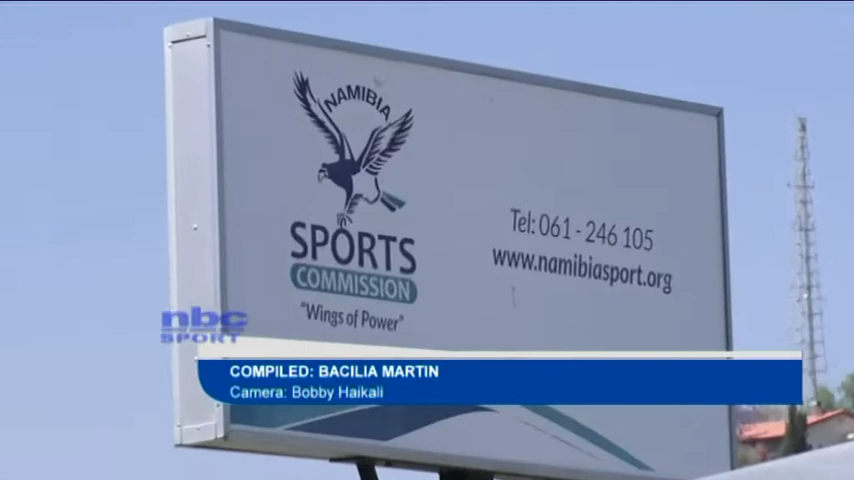 NAMIBIA
SPORTS
COMMISSION
"Wings of Power"
Tel: 061 - 246 105
www.namibiasport.org
nbc
SPORT
COMPILED: BACILIA MARTIN
Camera: Bobby Haikali